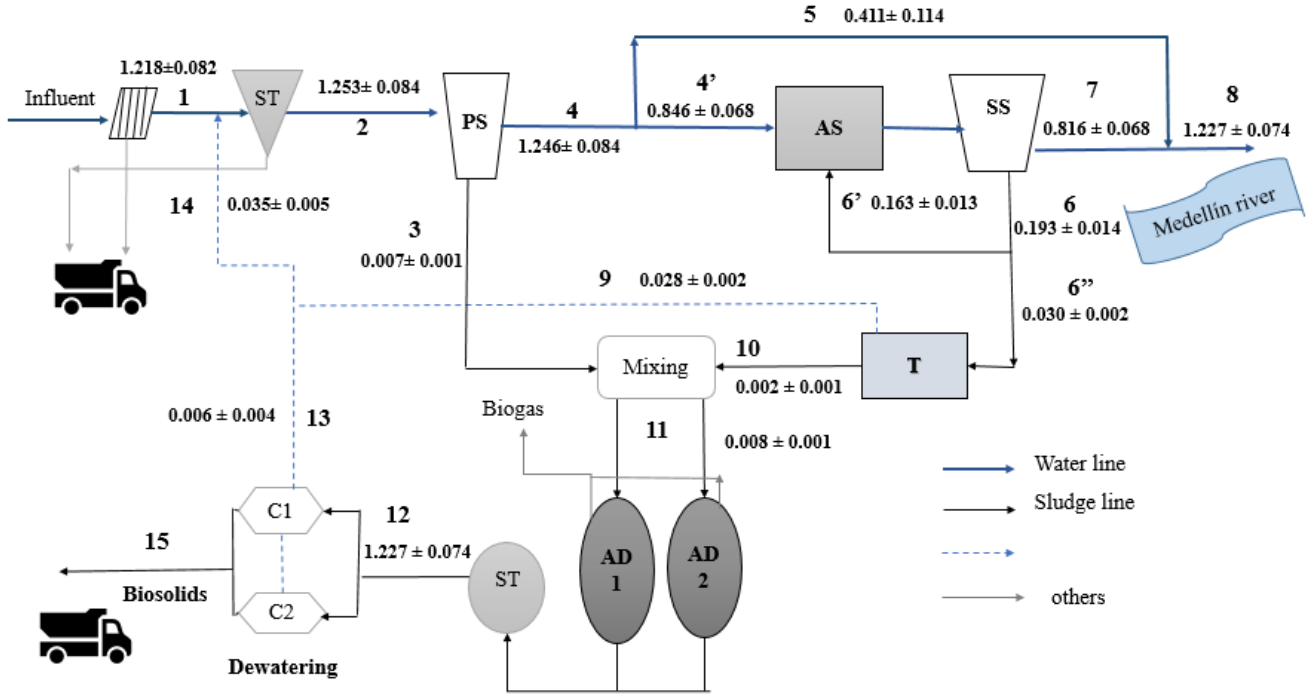 5 0.411± 0.114
1.218±0.082
Influent
1
ST
1.253± 0.084
2
PS
4
1.246± 0.084
4’
0.846 ± 0.068
AS
SS
7
0.816 ± 0.068
8
1.227 ± 0.074
Medellín river
14
0.035± 0.005
3
0.007± 0.001
6’ 0.163 ± 0.013
6
0.193 ± 0.014
9
0.028 ± 0.002
6”
0.030 ± 0.002
Mixing
10
0.002 ± 0.001
T
0.006 ± 0.004
13
Biogas
11
0.008 ± 0.001
Water line
Sludge line
others
C1
12
1.227 ± 0.074
15
Biosolids
C2
ST
AD
1
AD
2
Dewatering